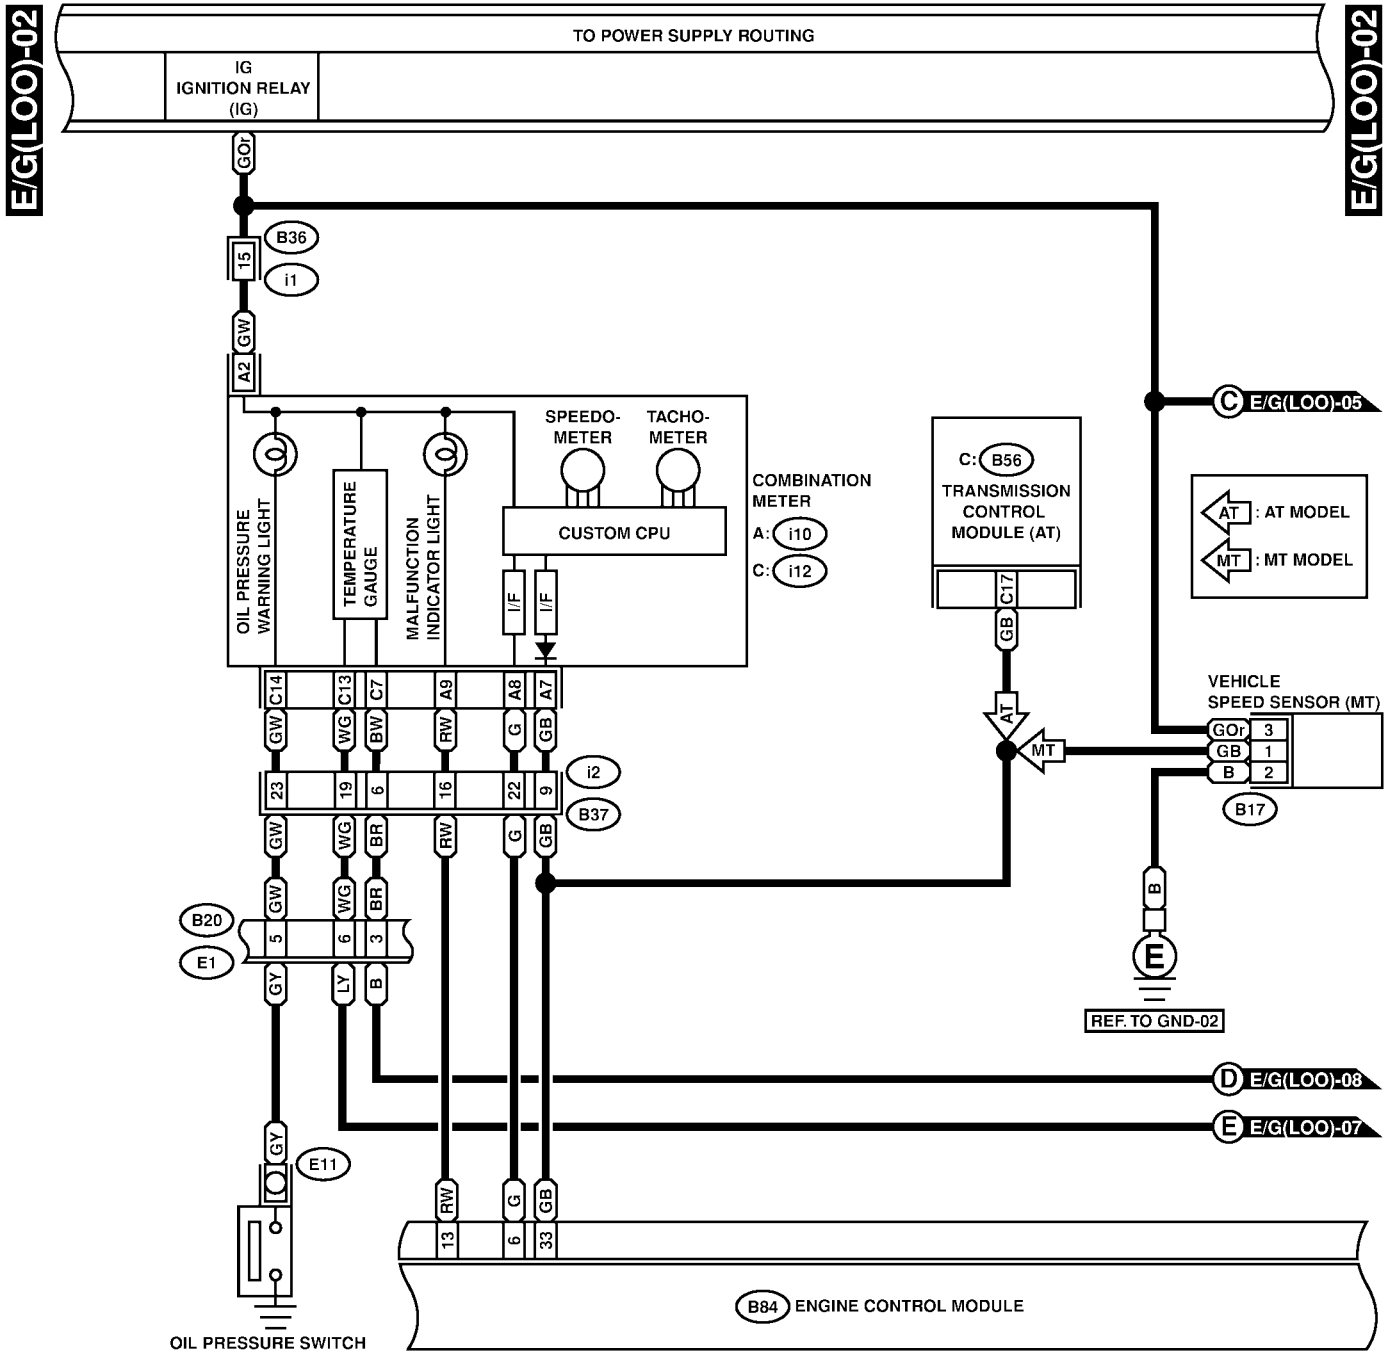 E/G(LOO)-02
TO POWER SUPPLY ROUTING
E/G(LOO)-02
IG
IGNITION RELAY
(IG)
GOr
B36
15
i1
GW
A2
C E/G(LOO)-05
SPEEDO-
METER
TACHO-
METER
CUSTOM CPU
OIL PRESSURE
WARNING LIGHT
TEMPERATURE
GAUGE
MALFUNCTION
INDICATOR LIGHT
I/F
I/F
COMBINATION
METER
A: i10
C: i12
C: B56
TRANSMISSION
CONTROL
MODULE (AT)
C17
GB
AT
MT
AT : AT MODEL
MT : MT MODEL
VEHICLE
SPEED SENSOR (MT)
GOr 3
GB 1
B 2
B17
C14 C13 C7 A9 A8 A7
GW WG BW RW G GB
i2
23 19 6 16 22 9
B37
GW WG BR RW G GB
GW WG BR
B20
5 6 3
E1
GY LY B
B
E
REF. TO GND-02
D E/G(LOO)-08
E E/G(LOO)-07
GY
E11
RW G GB
13 6 33
B84 ENGINE CONTROL MODULE
OIL PRESSURE SWITCH